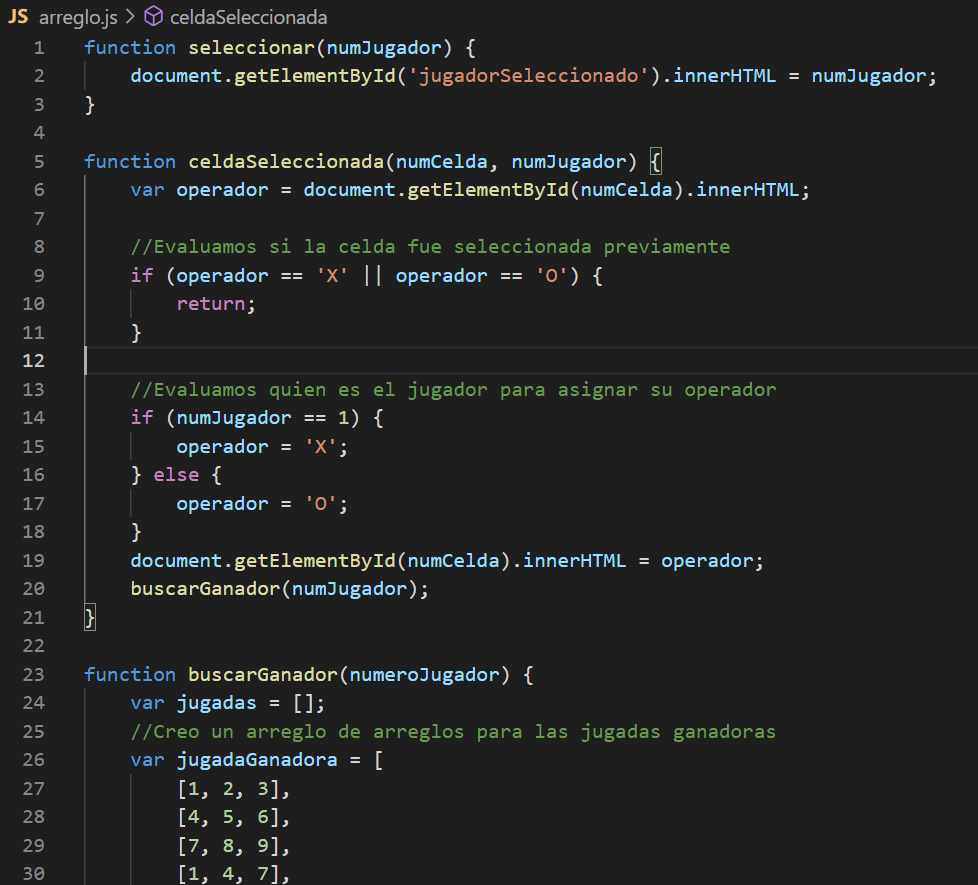 JS arreglo.js > celdaSeleccionada
1 function seleccionar(numJugador) {
2     document.getElementById('jugadorSeleccionado').innerHTML = numJugador;
3 }
4
5 function celdaSeleccionada(numCelda, numJugador) {
6     var operador = document.getElementById(numCelda).innerHTML;
7
8     //Evaluamos si la celda fue seleccionada previamente
9     if (operador == 'X' || operador == 'O') {
10         return;
11     }
12
13     //Evaluamos quien es el jugador para asignar su operador
14     if (numJugador == 1) {
15         operador = 'X';
16     } else {
17         operador = 'O';
18     }
19     document.getElementById(numCelda).innerHTML = operador;
20     buscarGanador(numJugador);
21 }
22
23 function buscarGanador(numeroJugador) {
24     var jugadas = [];
25     //Creo un arreglo de arreglos para las jugadas ganadoras
26     var jugadaGanadora = [
27         [1, 2, 3],
28         [4, 5, 6],
29         [7, 8, 9],
30         [1, 4, 7],